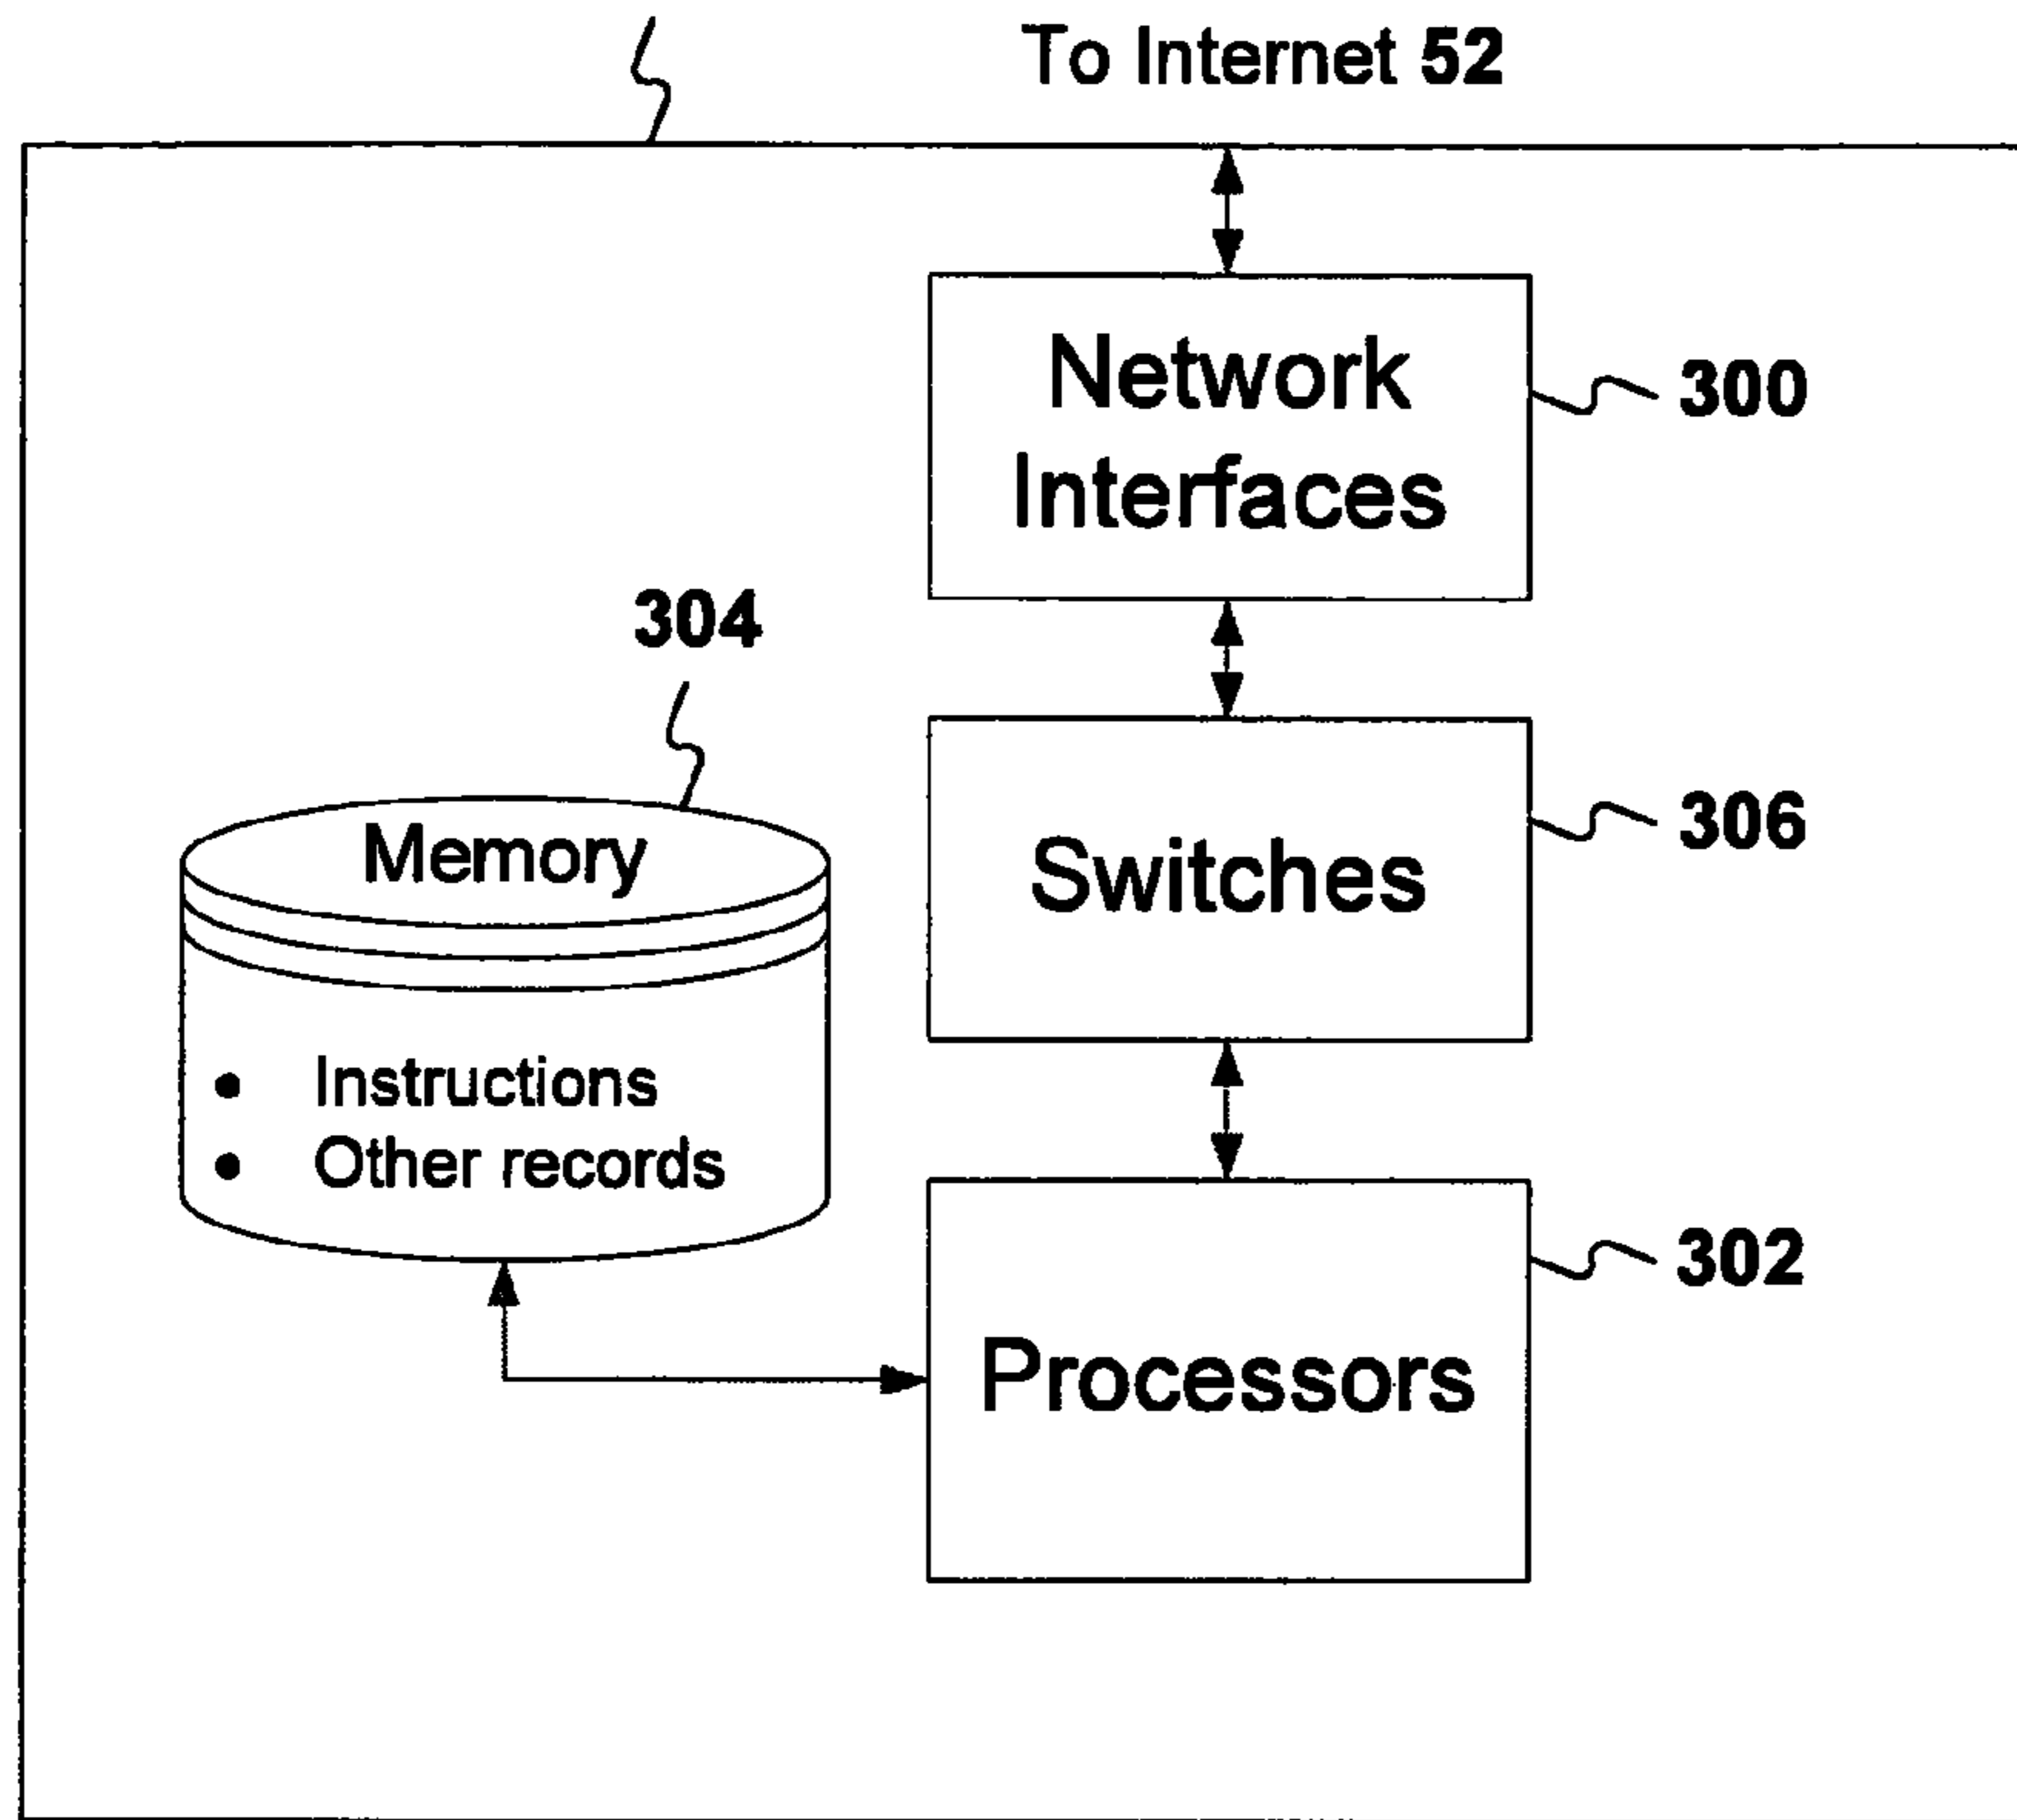 To Internet 52
Network
Interfaces
300
304
Switches
306
Memory
• Instructions
• Other records
302
Processors